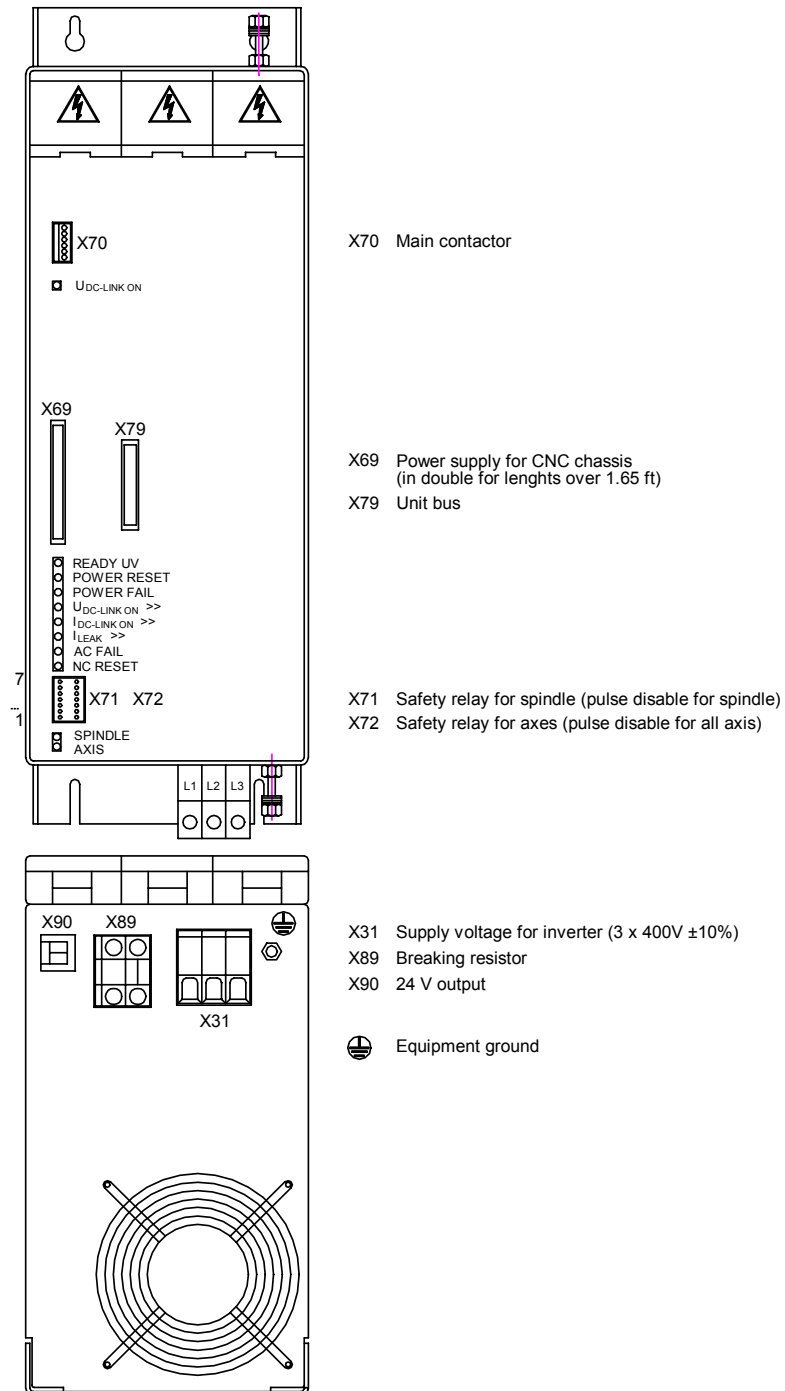 X70
X70 Main contactor
U DC-LINK ON
X69
X79
X69 Power supply for CNC chassis
(in double for lenghts over 1.65 ft)
X79 Unit bus
READY UV
POWER RESET
POWER FAIL
U DC-LINK ON >>
I DC-LINK ON >>
I LEAK >>
AC FAIL
NC RESET
7
...
1
X71 X72
X71 Safety relay for spindle (pulse disable for spindle)
X72 Safety relay for axes (pulse disable for all axis)
SPINDLE
AXIS
L1 L2 L3
X90 X89
X31
X31 Supply voltage for inverter (3 x 400V ±10%)
X89 Breaking resistor
X90 24 V output
Equipment ground